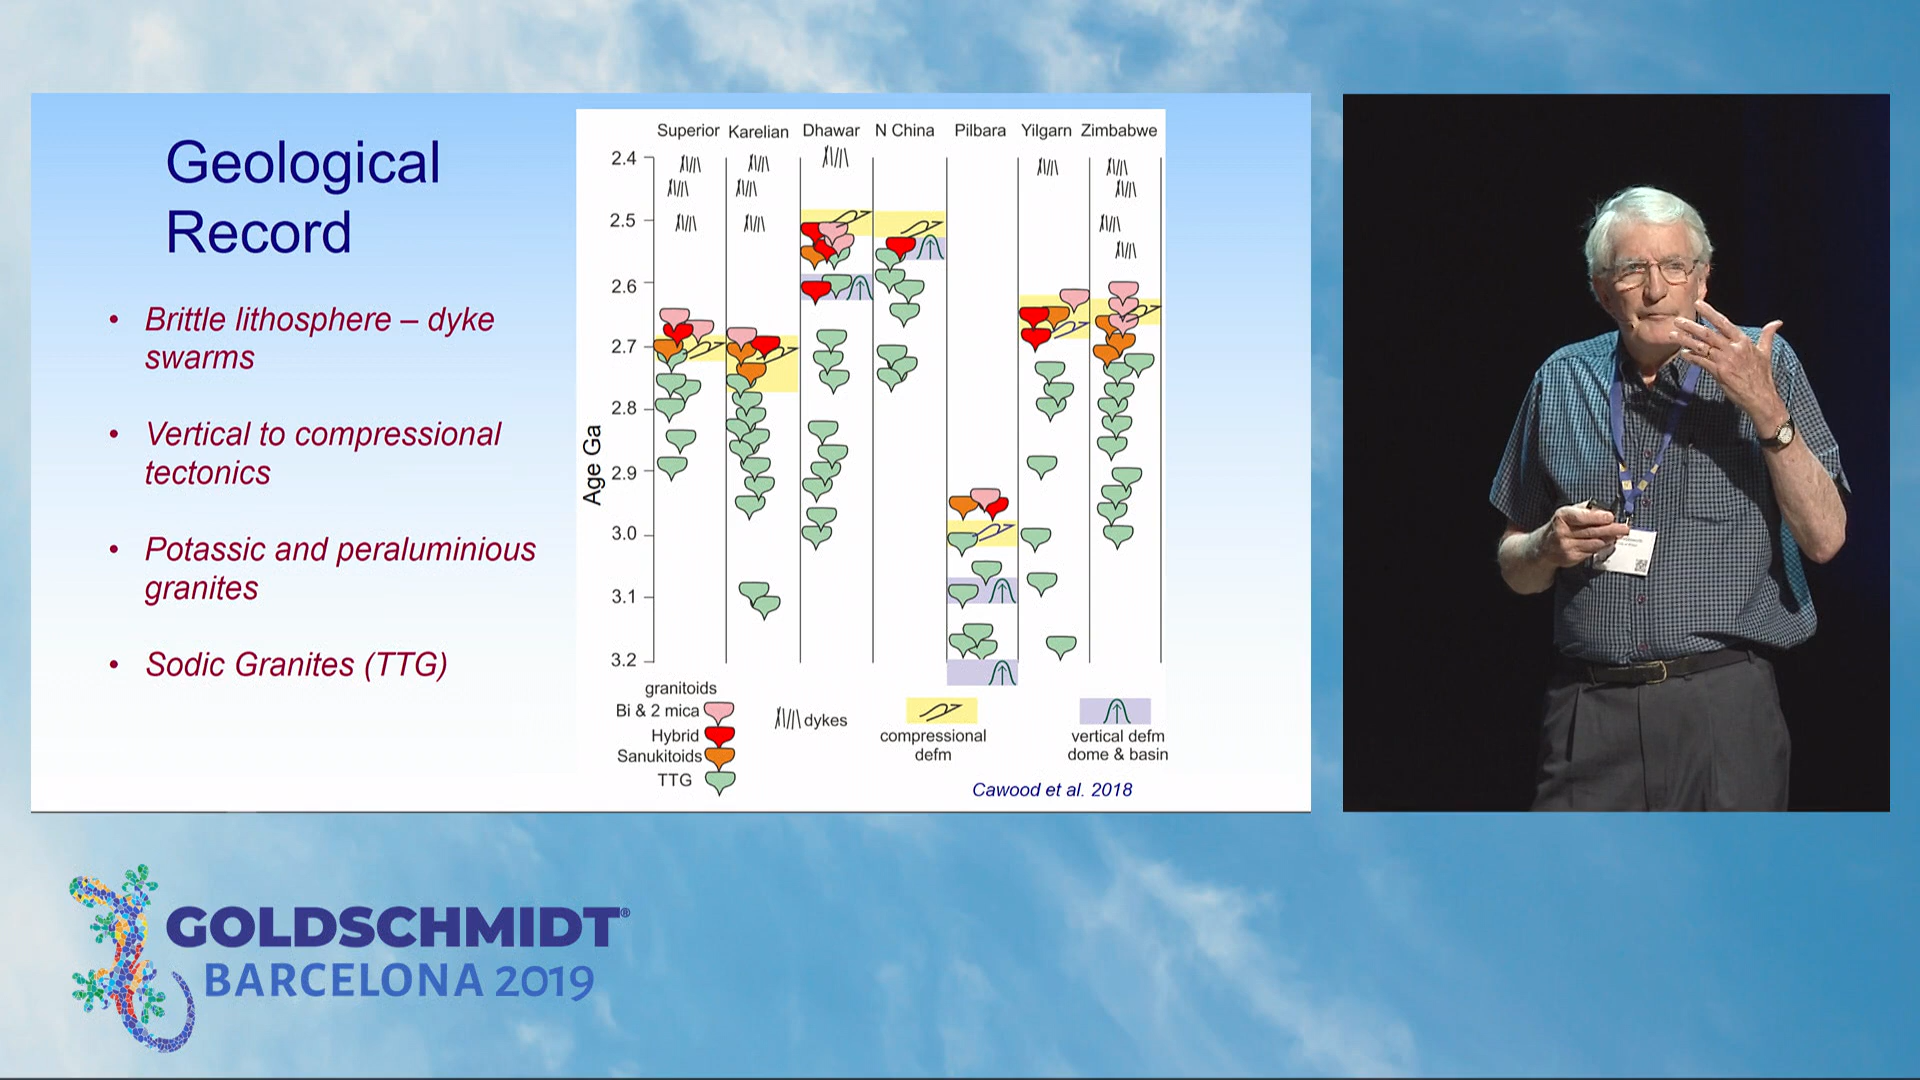 Geological
Record
• Brittle lithosphere – dyke
swarms
• Vertical to compressional
tectonics
• Potassic and peraluminious
granites
• Sodic Granites (TTG)
Superior Karelian Dhawar N China Pilbara Yilgarn Zimbabwe
Age Ga
2.4
2.5
2.6
2.7
2.8
2.9
3.0
3.1
3.2
granitoids
Bi & 2 mica
Hybrid
Sanukitoids
TTG
dykes
compressional
defm
vertical defm
dome & basin
Cawood et al. 2018
GOLDSCHMIDT®
BARCELONA 2019